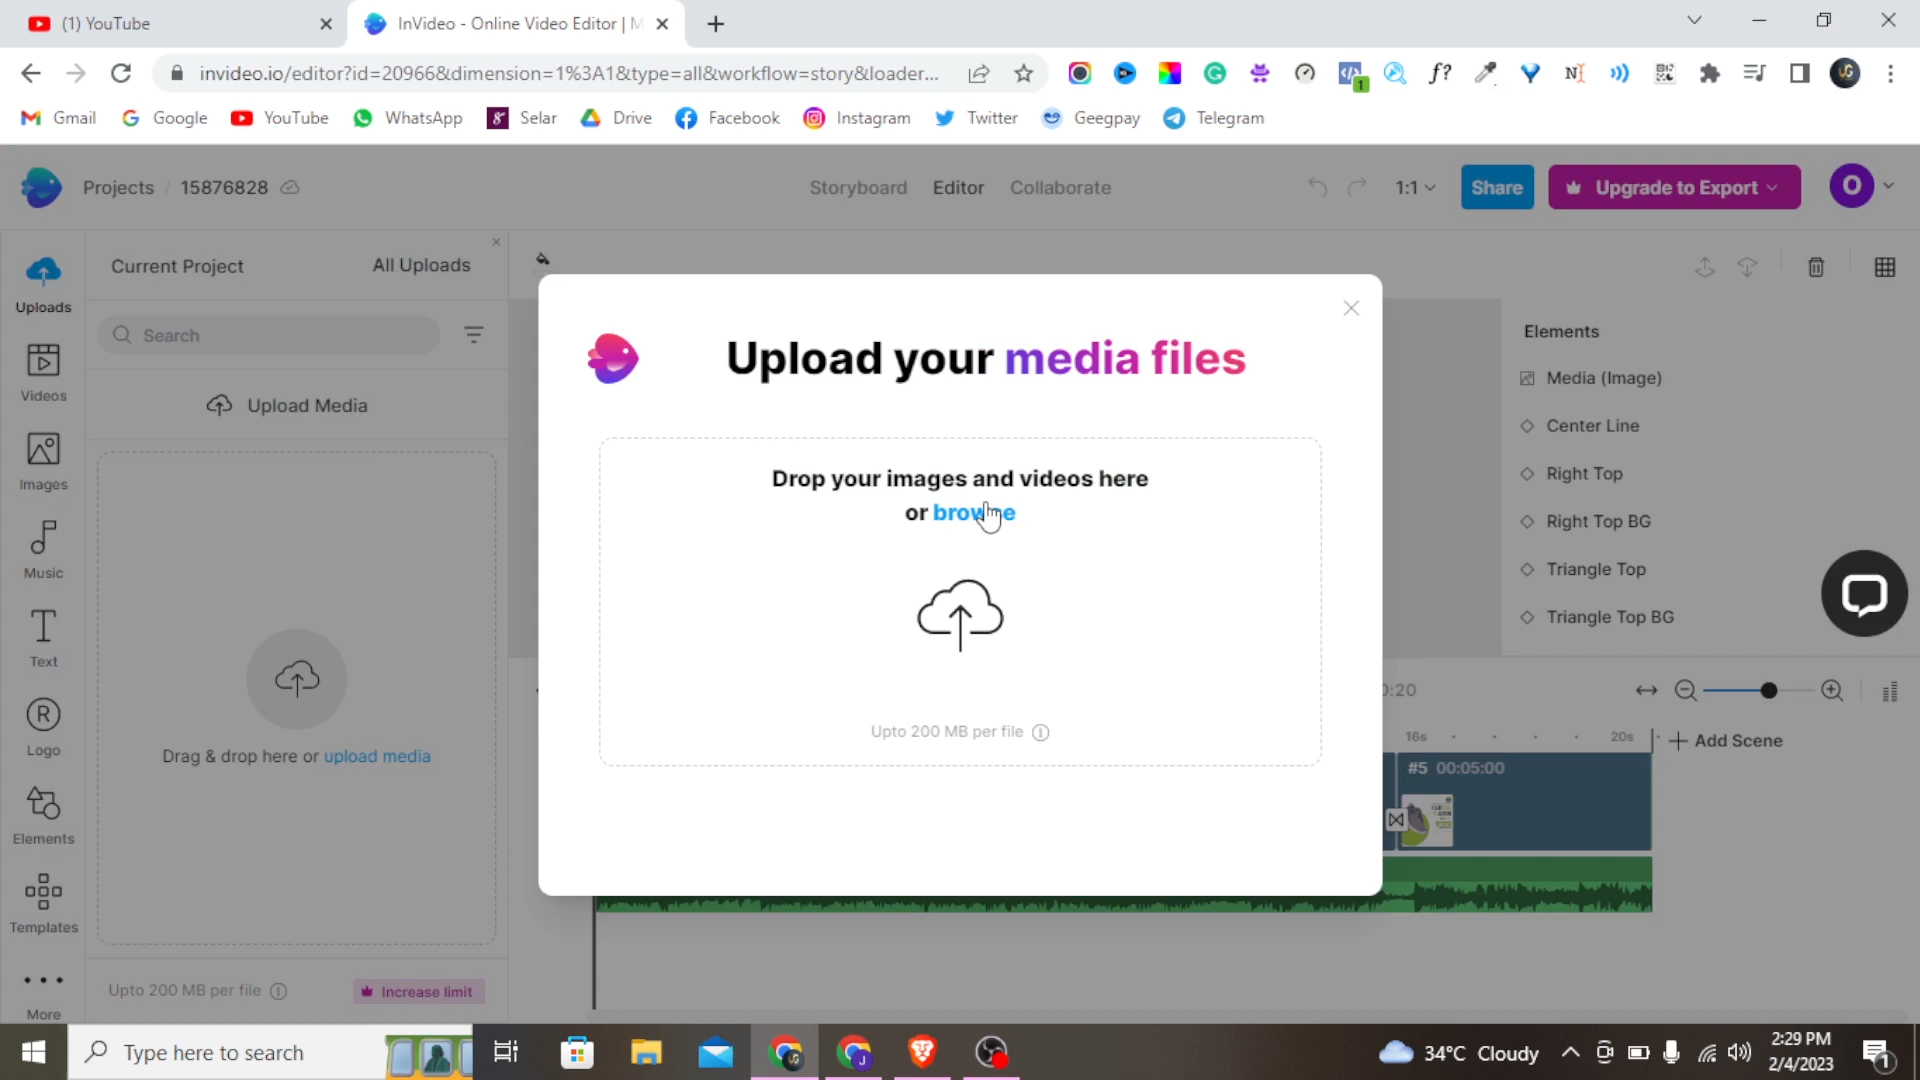 (1) YouTube
InVideo - Online Video Editor | M
invideo.io/editor?id=20966&dimension=1%3A1&type=all&workflow=story&loader...
f?
1
Gmail
Google
YouTube
WhatsApp
Selar
Drive
Facebook
Instagram
Twitter
Geegpay
Telegram
Projects / 15876828
Storyboard
Editor
Collaborate
1:1
Share
Upgrade to Export
O
Uploads
Videos
Images
Music
Text
Logo
Elements
Templates
More
Current Project
All Uploads
Search
Upload Media
Drag & drop here or upload media
Upto 200 MB per file
Increase limit
Upload your media files
Drop your images and videos here
or browse
Upto 200 MB per file
Elements
Media (Image)
Center Line
Right Top
Right Top BG
Triangle Top
Triangle Top BG
:20
16s
20s
+ Add Scene
#5 00:05:00
Type here to search
34°C Cloudy
2:29 PM
2/4/2023
1